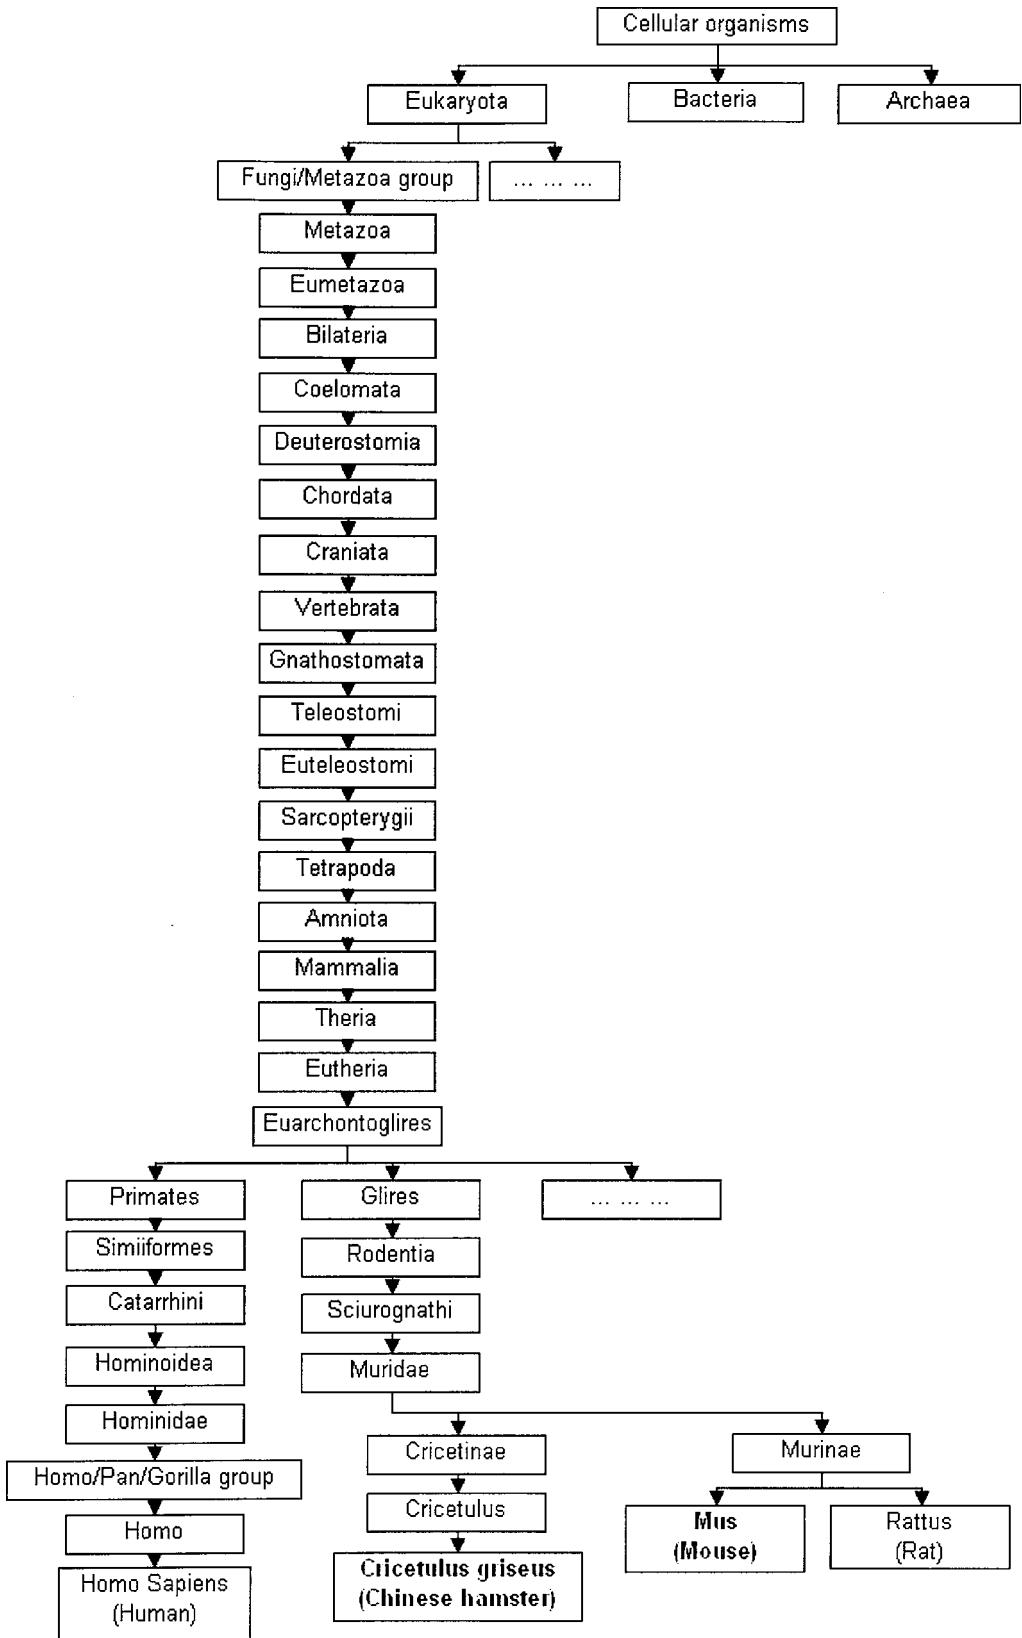 Cellular organisms
Eukaryota
Bacteria
Archaea
Fungi/Metazoa group
... ... ...
Metazoa
Eumetazoa
Bilateria
Coelomata
Deuterostomia
Chordata
Craniata
Vertebrata
Gnathostomata
Teleostomi
Euteleostomi
Sarcopterygii
Tetrapoda
Amniota
Mammalia
Theria
Eutheria
Euarchontoglires
Primates
Glires
... ... ...
Simiiformes
Rodentia
Catarrhini
Sciurognathi
Hominoidea
Muridae
Hominidae
Cricetinae
Murinae
Homo/Pan/Gorilla group
Cricetulus
Homo
Mus
(Mouse)
Rattus
(Rat)
Homo Sapiens
(Human)
Cricetulus griseus
(Chinese hamster)